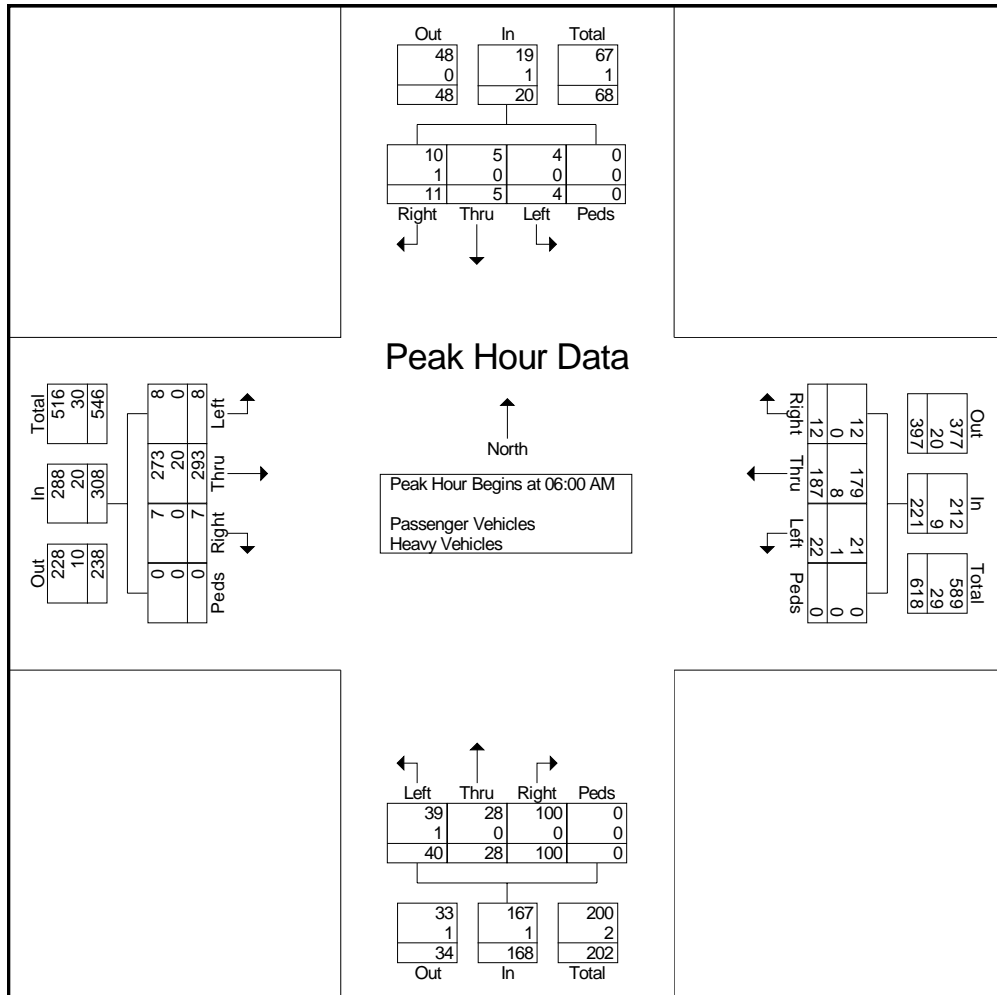 Out In Total
48 19 67
0 1 1
48 20 68
10 5 4 0
1 0 0 0
11 5 4 0
Right Thru Left Peds
Peak Hour Data
North
Peak Hour Begins at 06:00 AM
Passenger Vehicles
Heavy Vehicles
Total In Out
516 288 228
30 20 10
546 308 238
Left Thru Right Peds
8 273 7 0
0 20 0 0
8 293 7 0
Right Thru Left Peds
12 179 21 0
0 8 1 0
12 187 22 0
Out In Total
377 212 589
20 9 29
397 221 618
Left Thru Right Peds
39 28 100 0
1 0 0 0
40 28 100 0
33 167 200
1 1 2
34 168 202
Out In Total